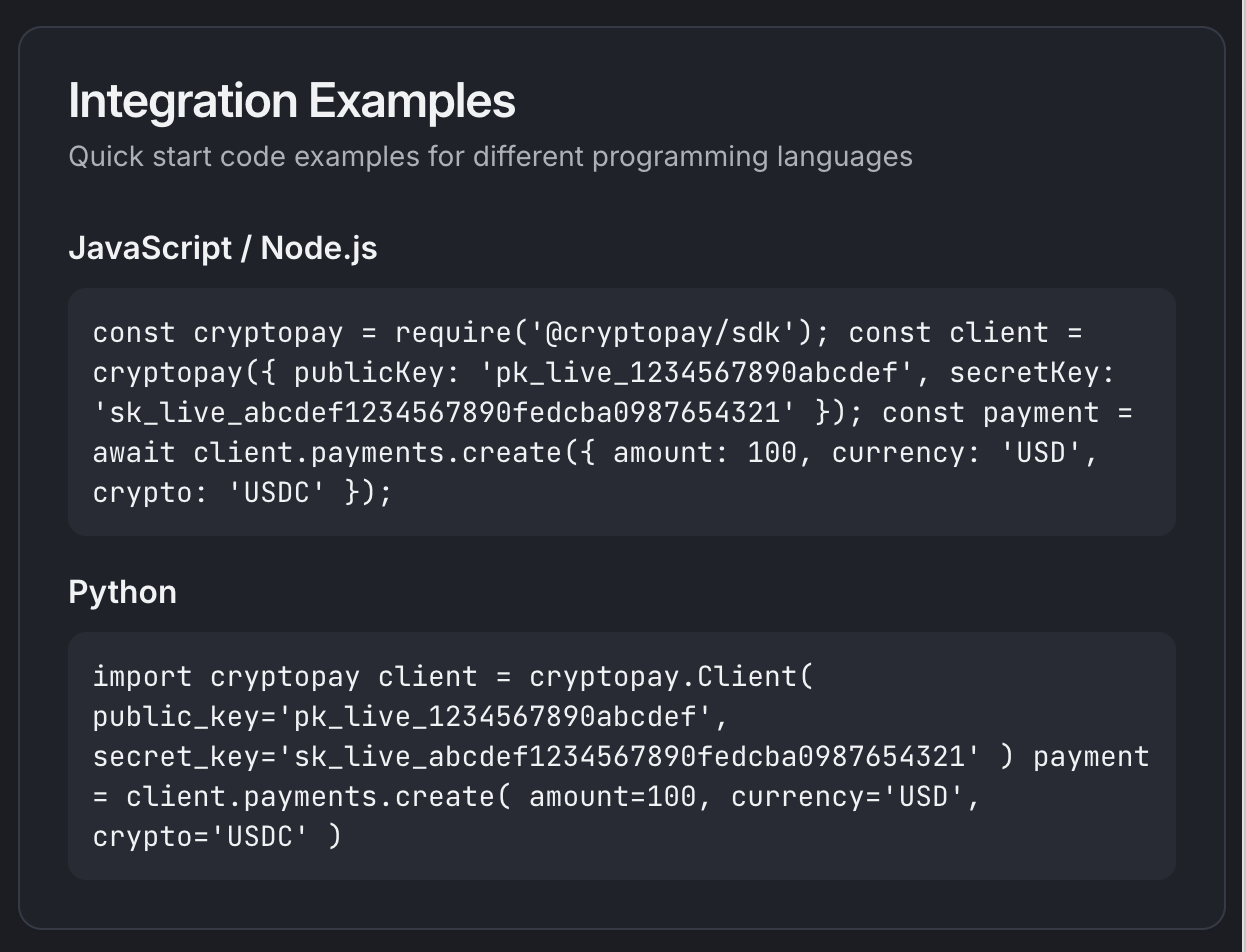 Integration Examples
Quick start code examples for different programming languages
JavaScript / Node.js
const cryptopay = require('@cryptopay/sdk'); const client =
cryptopay({ publicKey: 'pk_live_1234567890abcdef', secretKey:
'sk_live_abcdef1234567890fedcba0987654321' }); const payment =
await client.payments.create({ amount: 100, currency: 'USD',
crypto: 'USDC' });
Python
import cryptopay client = cryptopay.Client(
public_key='pk_live_1234567890abcdef',
secret_key='sk_live_abcdef1234567890fedcba0987654321' ) payment
= client.payments.create( amount=100, currency='USD',
crypto='USDC' )